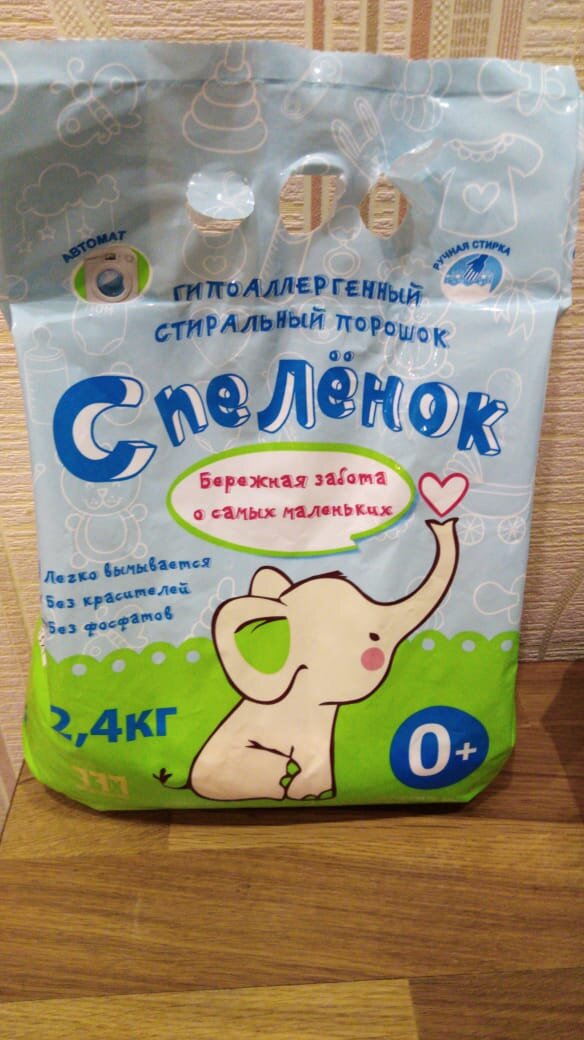 АВТОМАТ
РУЧНАЯ СТИРКА
ГИПОАЛЛЕРГЕННЫЙ
СТИРАЛЬНЫЙ ПОРОШОК
Спелёнок
Бережная забота
о самых маленьких
Легко вымывается
Без красителей
Без фосфатов
2,4кг
0+